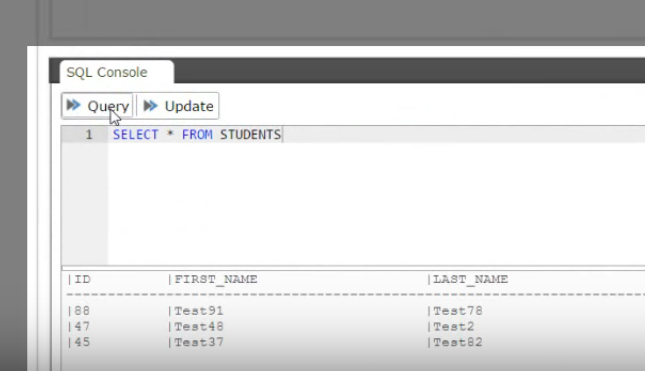 SQL Console
Query Update
1 SELECT * FROM STUDENTS
|ID |FIRST_NAME |LAST_NAME
|88 |Test91 |Test78
|47 |Test48 |Test2
|45 |Test37 |Test82